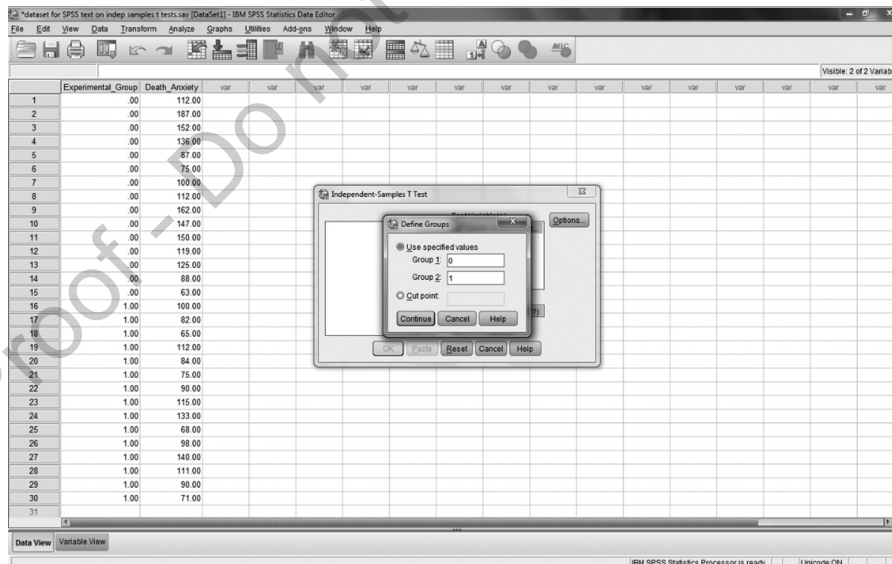 *dataset for SPSS text on indep samples t tests.sav [DataSet1] - IBM SPSS Statistics Data Editor
File Edit View Data Transform Analyze Graphs Utilities Add-ons Window Help
Visible: 2 of 2 Variab
Experimental_Group Death_Anxiety var var var var var var var var var var var var var var var
1 .00 112.00
2 .00 187.00
3 .00 152.00
4 .00 136.00
5 .00 87.00
6 .00 75.00
7 .00 100.00
8 .00 112.00
9 .00 162.00
10 .00 147.00
11 .00 150.00
12 .00 119.00
13 .00 125.00
14 .00 88.00
15 .00 63.00
16 1.00 100.00
17 1.00 82.00
18 1.00 65.00
19 1.00 112.00
20 1.00 84.00
21 1.00 75.00
22 1.00 90.00
23 1.00 115.00
24 1.00 133.00
25 1.00 68.00
26 1.00 98.00
27 1.00 140.00
28 1.00 111.00
29 1.00 90.00
30 1.00 71.00
31
Independent-Samples T Test
Options...
Define Groups
Use specified values
Group 1: 0
Group 2: 1
Cut point:
Continue Cancel Help
OK Paste Reset Cancel Help
Data View Variable View
IBM SPSS Statistics Processor is ready Unicode:ON
Proof - Do not